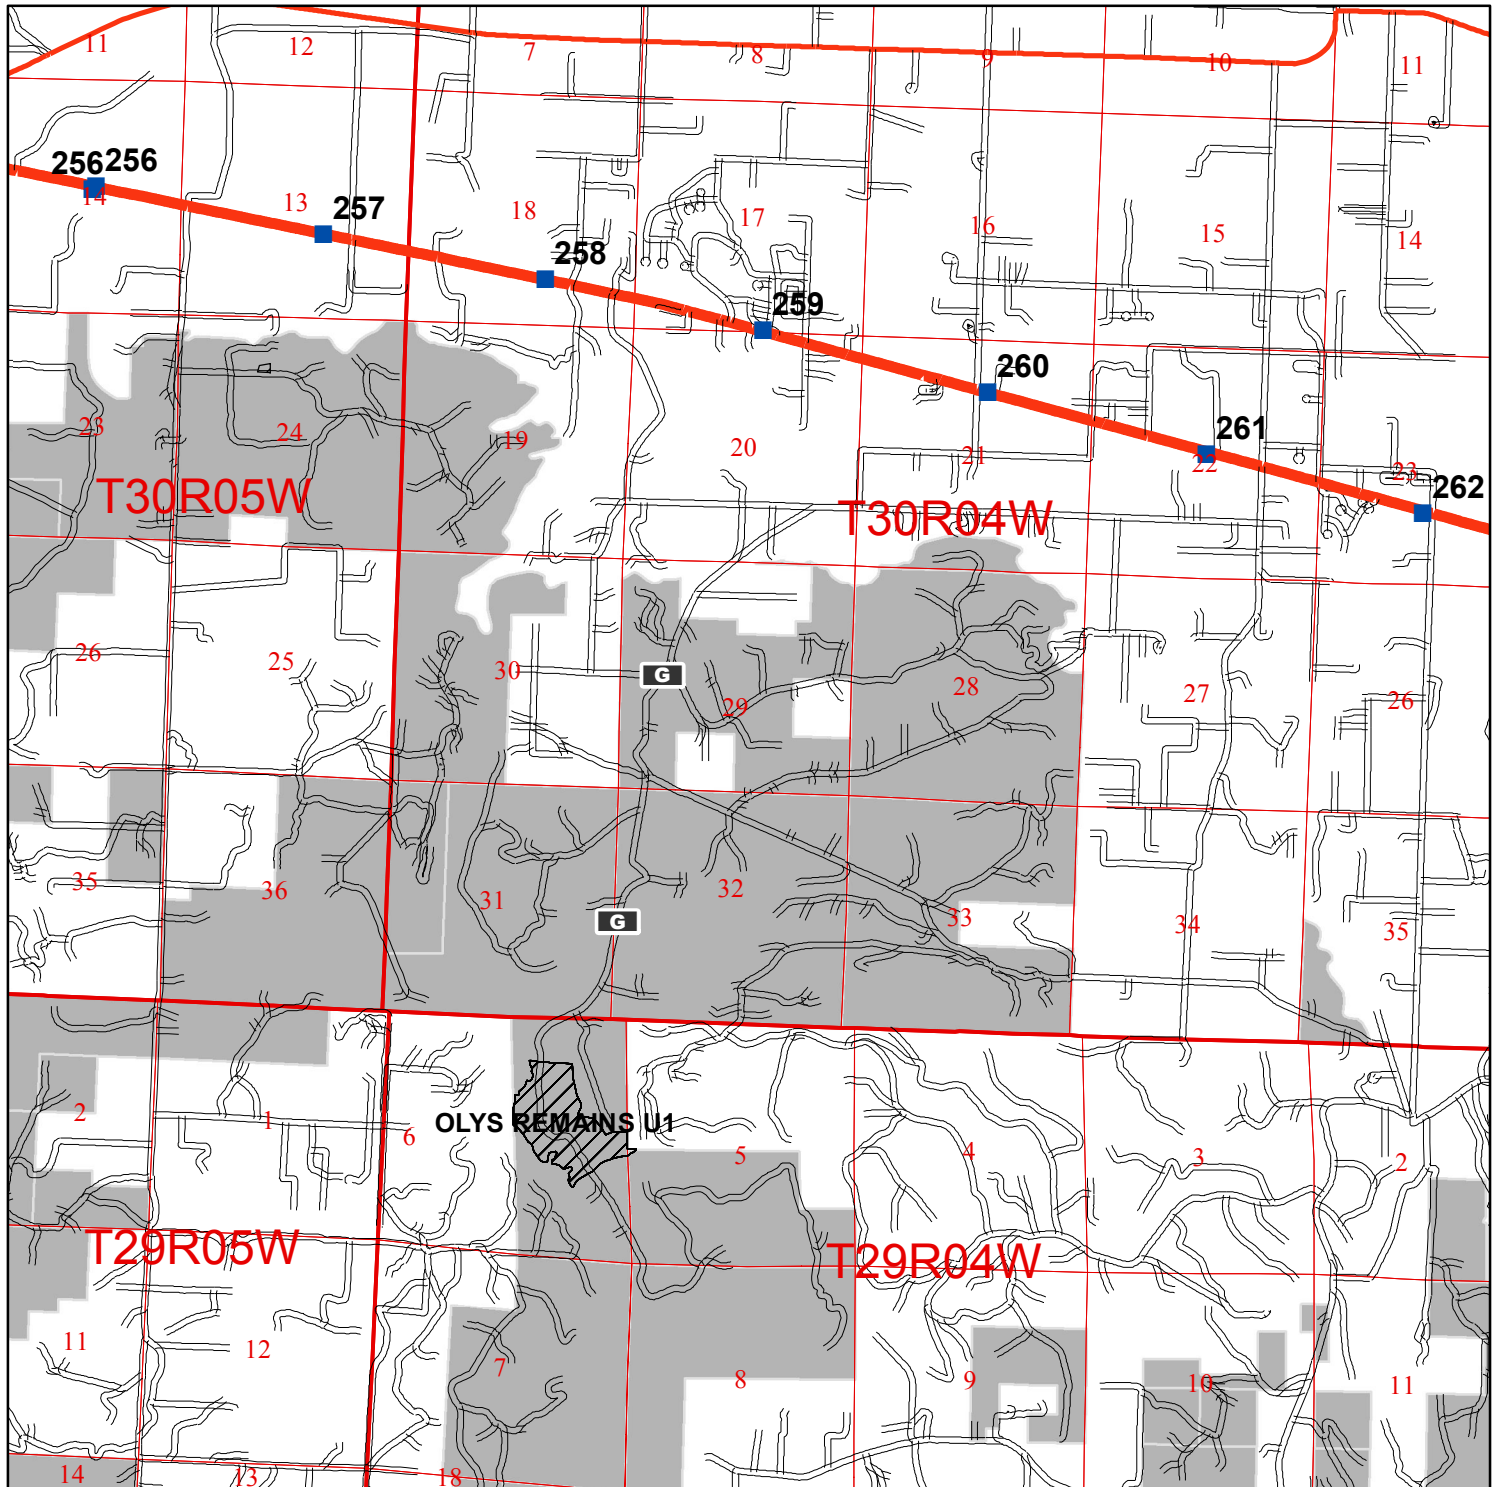 11 12 7 8 9 10 11
256 256
14 13 257 18 17 16 15 14
258
259
260
261
262
23 24 19 20 21 22 23
T30R05W T30R04W
26 25 30 29 28 27 26
G
35 36 31 32 33 34 35
G
2 1 6 5 4 3 2
OLYS REMAINS U1
T29R05W T29R04W
11 12 7 8 9 10 11
14 13 18